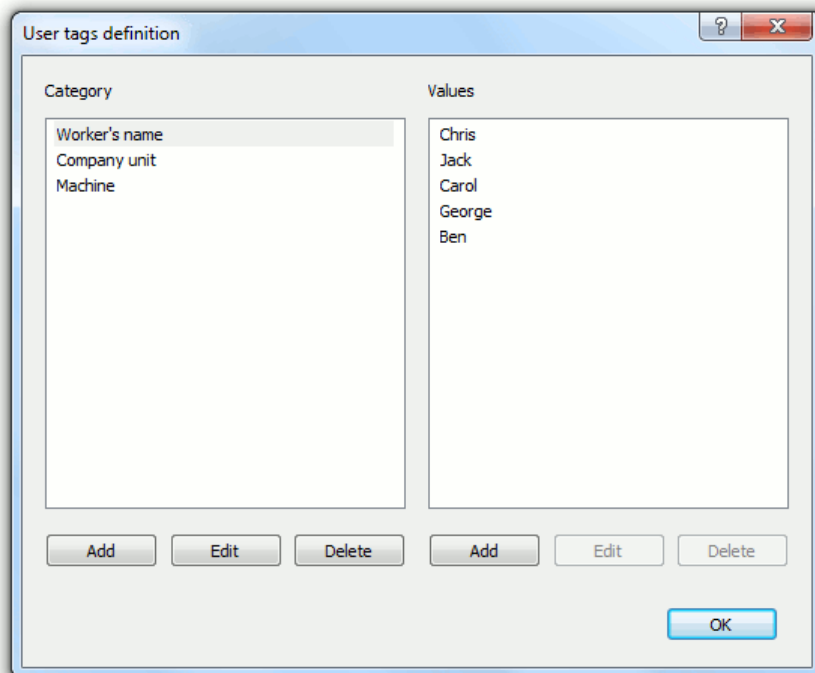 User tags definition
?
Category
Values
Worker's name
Company unit
Machine
Chris
Jack
Carol
George
Ben
Add
Edit
Delete
Add
Edit
Delete
OK